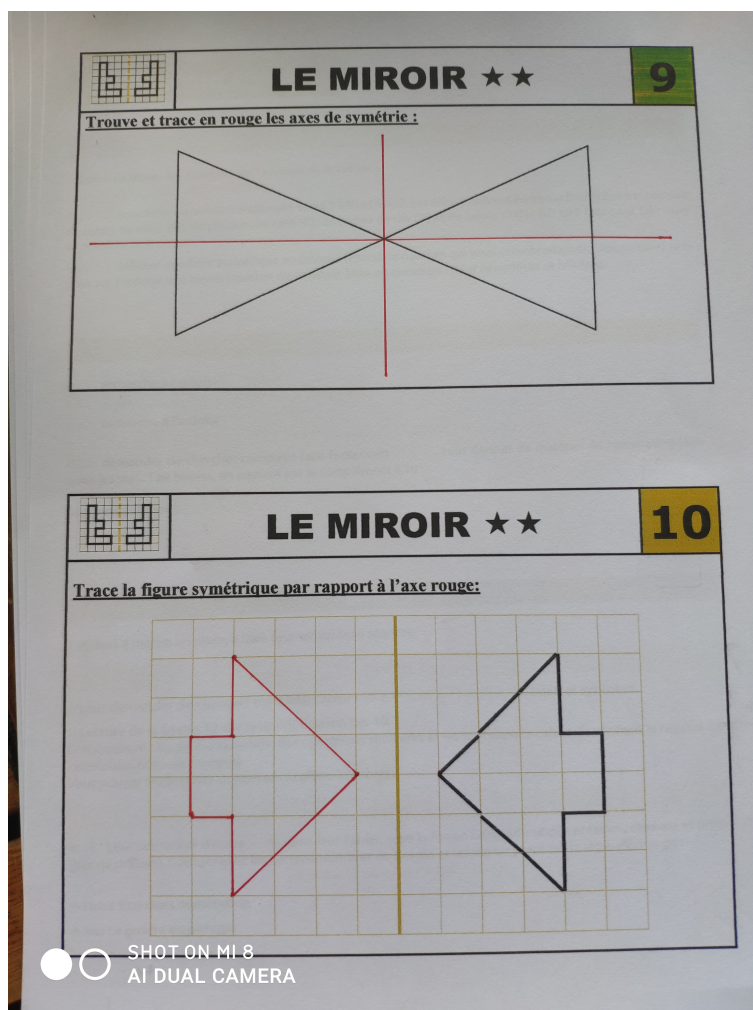 LE MIROIR ★★
9
Trouve et trace en rouge les axes de symétrie :
LE MIROIR ★★
10
Trace la figure symétrique par rapport à l'axe rouge:
SHOT ON MI 8
AI DUAL CAMERA